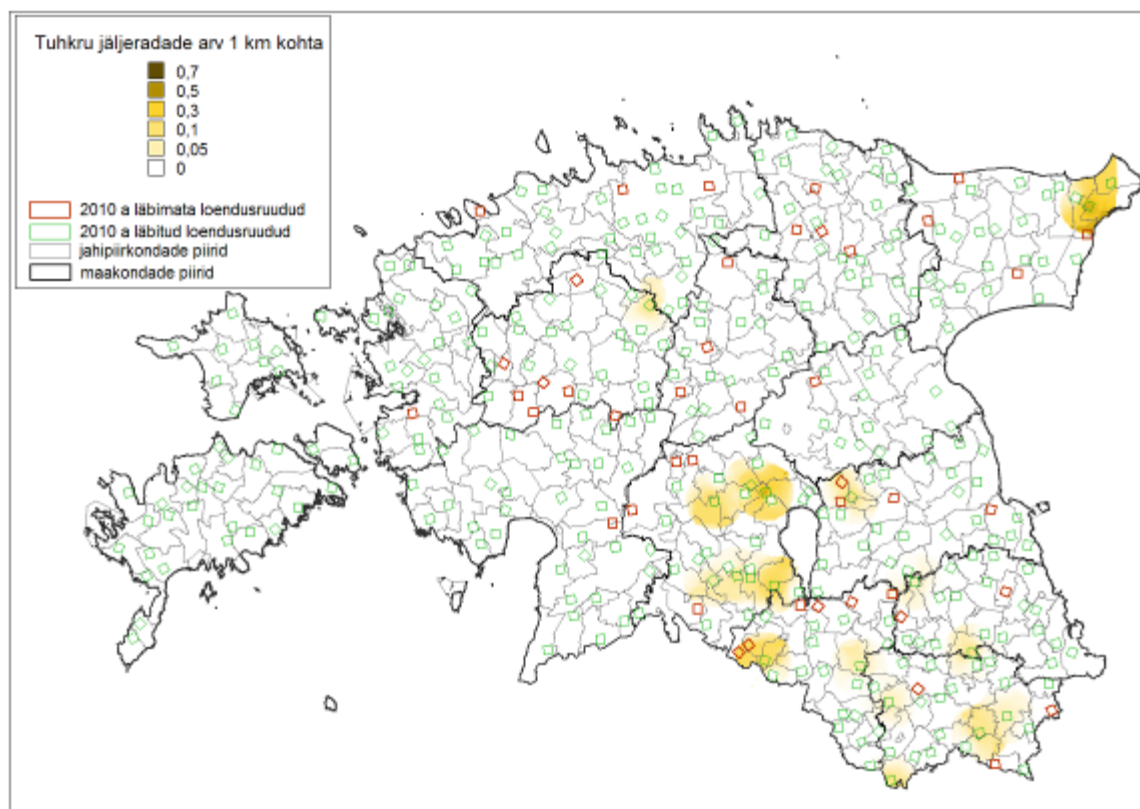 Tuhkru jäljeradade arv 1 km kohta
0,7
0,5
0,3
0,1
0,05
0
2010 a läbimata loendusruudud
2010 a läbitud loendusruudud
jahipiirkondade piirid
maakondade piirid